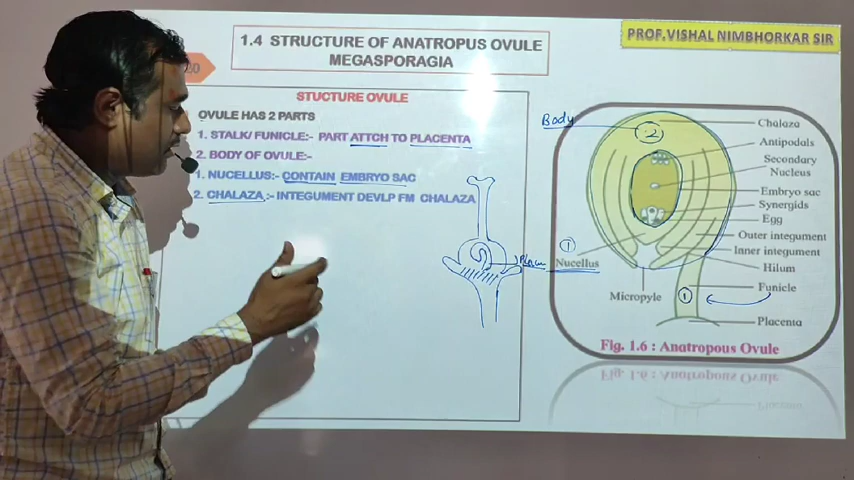 20
1.4 STRUCTURE OF ANATROPUS OVULE
MEGASPORAGIA
PROF.VISHAL NIMBHORKAR SIR
STUCTURE OVULE
OVULE HAS 2 PARTS
1. STALK/ FUNICLE:- PART ATTCH TO PLACENTA
2. BODY OF OVULE:-
1. NUCELLUS:- CONTAIN EMBRYO SAC
2. CHALAZA,:- INTEGUMENT DEVLP FM CHALAZA
Body
2
Chalaza
Antipodals
Secondary
Nucleus
Embryo sac
Synergids
Egg
Outer integument
Inner integument
Hilum
Funicle
Placenta
1
Nucellus
Micropyle
1
Fig. 1.6 : Anatropous Ovule